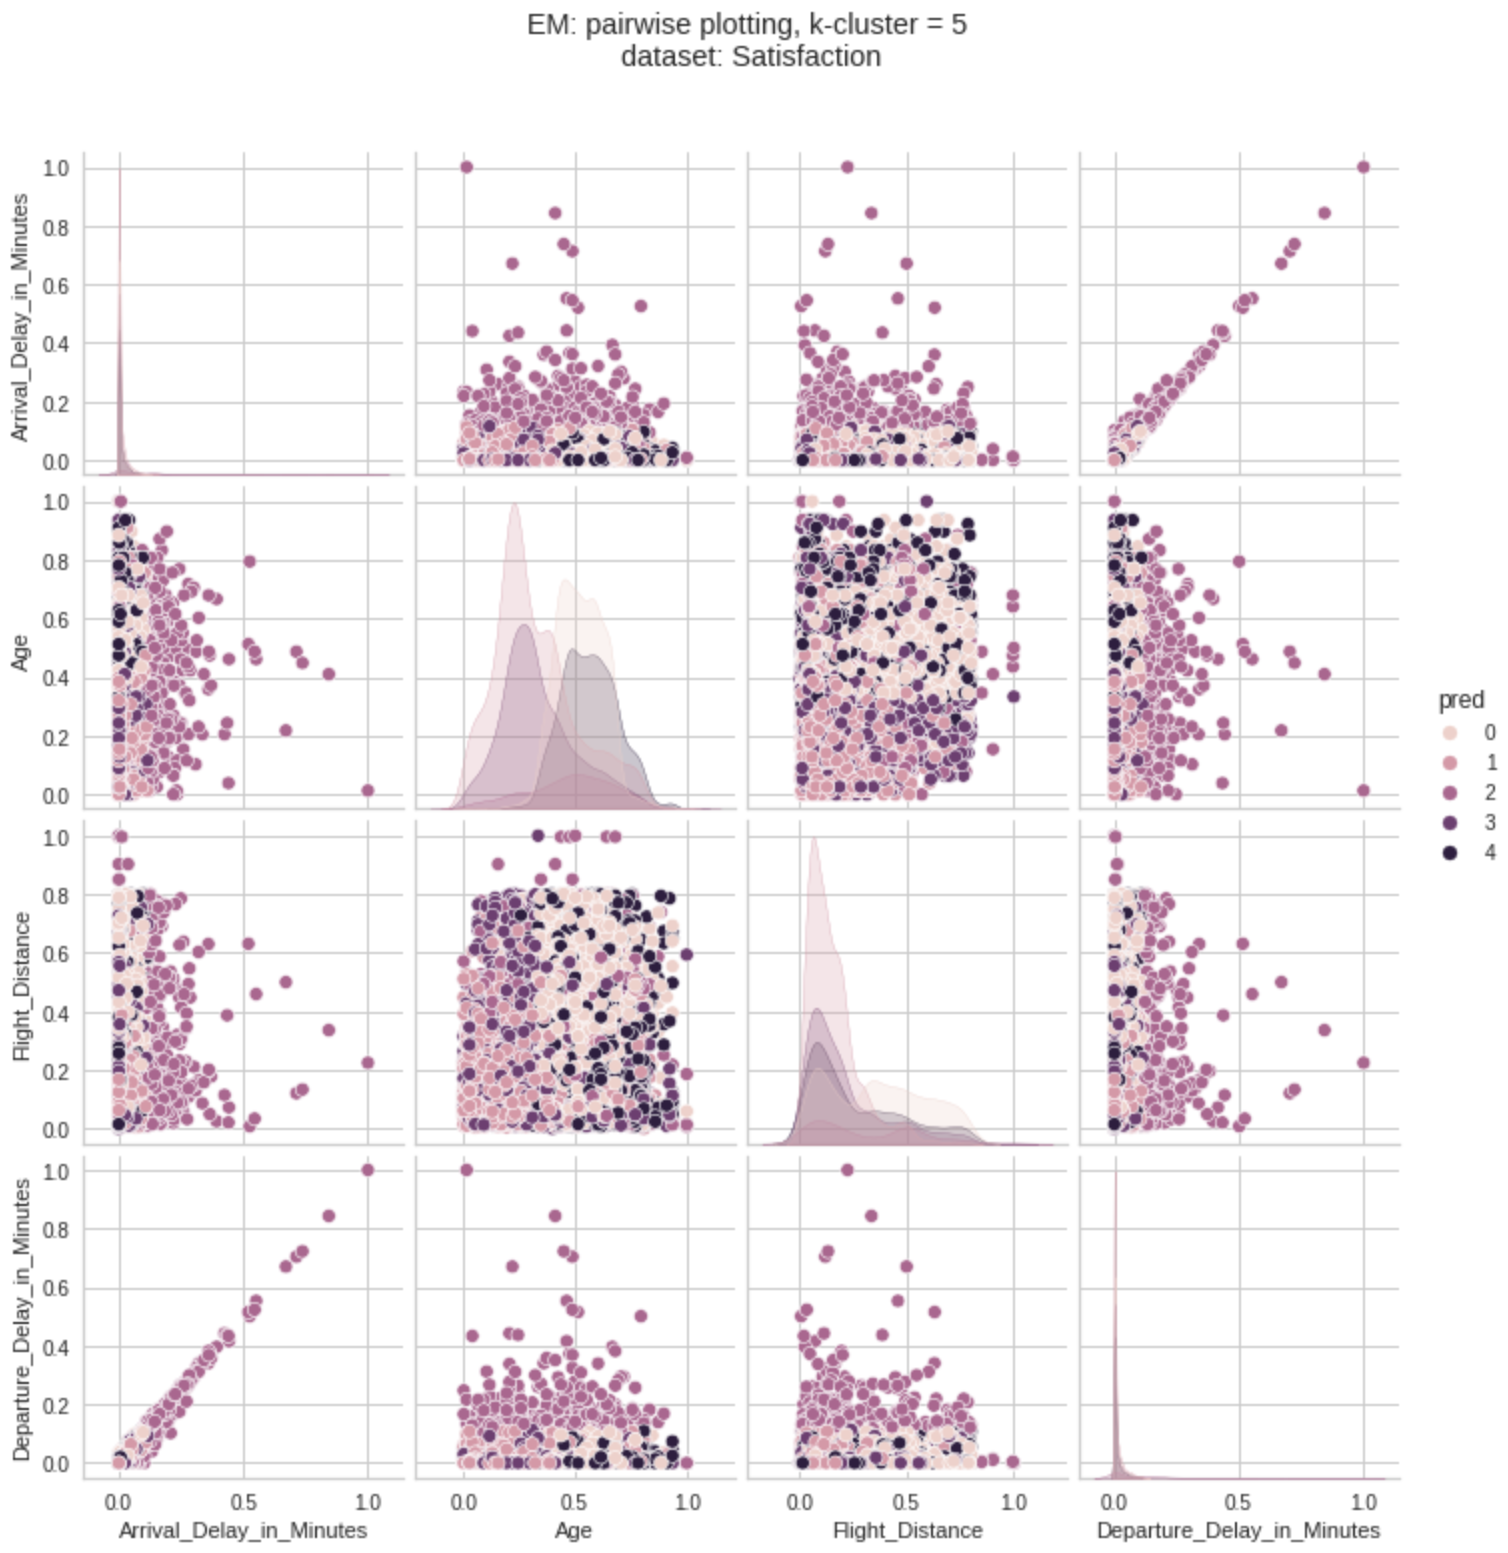 EM: pairwise plotting, k-cluster = 5
dataset: Satisfaction
1.0
0.8
0.6
0.4
0.2
0.0
Arrival_Delay_in_Minutes
1.0
0.8
0.6
0.4
0.2
0.0
Age
1.0
0.8
0.6
0.4
0.2
0.0
Flight_Distance
1.0
0.8
0.6
0.4
0.2
0.0
Departure_Delay_in_Minutes
0.0 0.5 1.0
Arrival_Delay_in_Minutes
0.0 0.5 1.0
Age
0.0 0.5 1.0
Flight_Distance
0.0 0.5 1.0
Departure_Delay_in_Minutes
pred
0
1
2
3
4